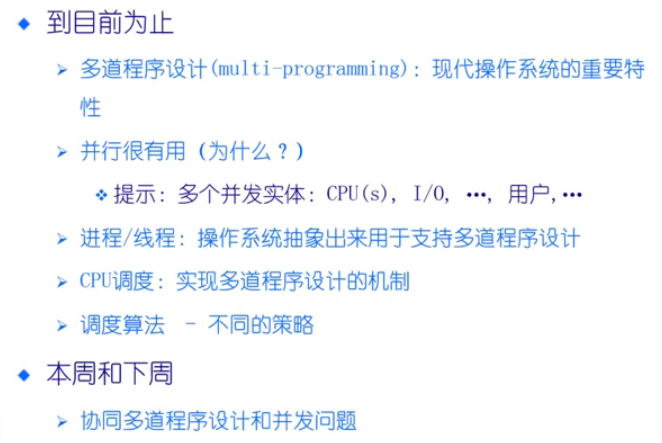 到目前为止
多道程序设计(multi-programming)：现代操作系统的重要特
性
并行很有用（为什么？）
提示：多个并发实体：CPU(s), I/O, …, 用户,…
进程/线程：操作系统抽象出来用于支持多道程序设计
CPU调度：实现多道程序设计的机制
调度算法 - 不同的策略
本周和下周
协同多道程序设计和并发问题